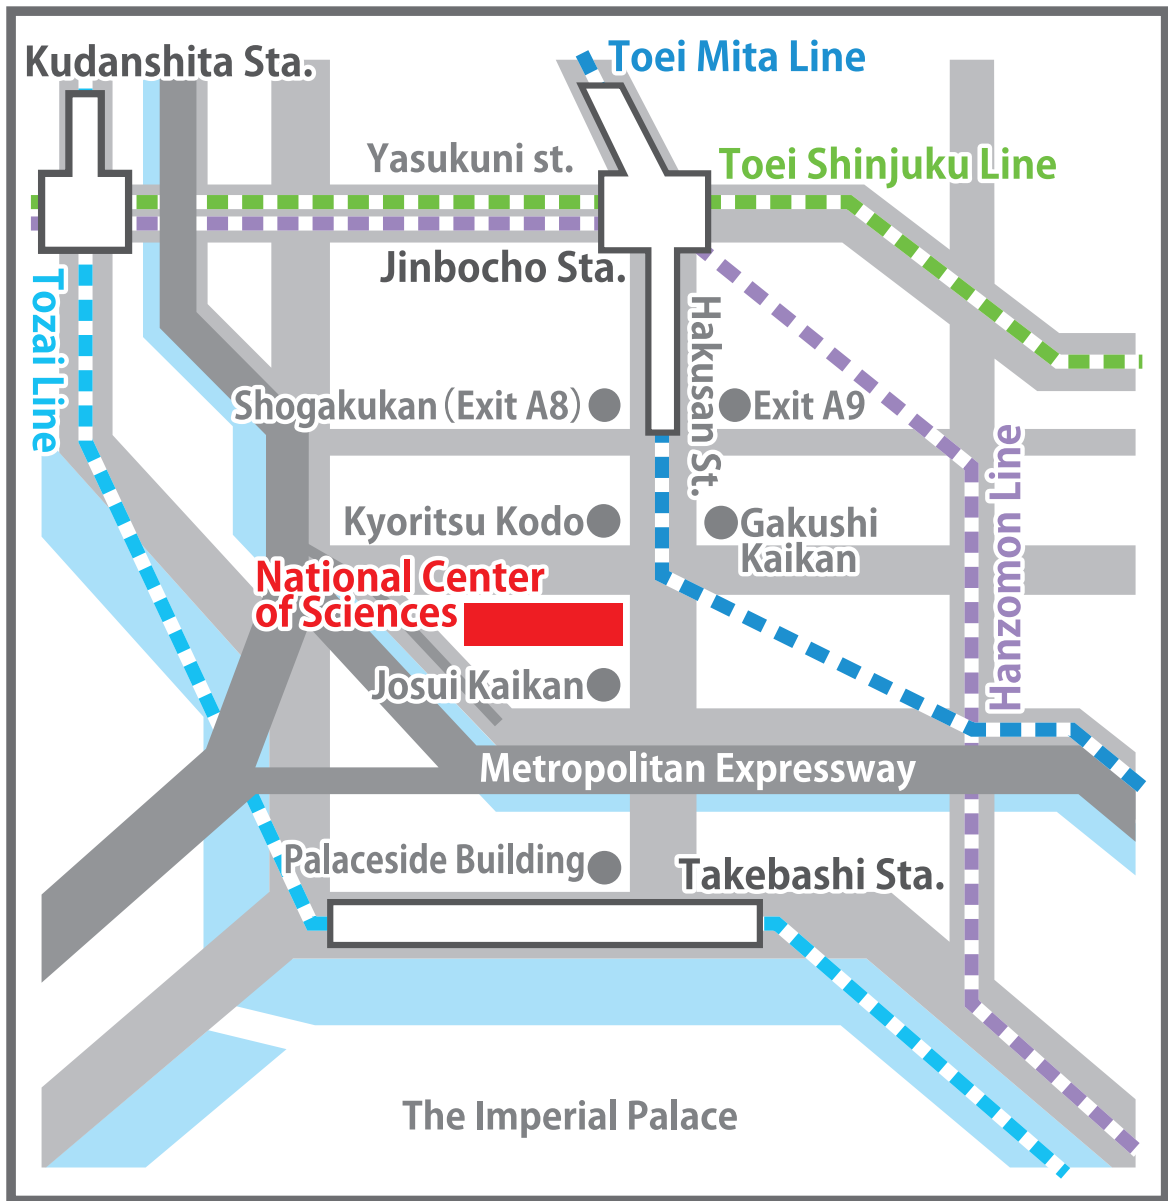 Kudanshita Sta.
Toei Mita Line
Yasukuni st.
Toei Shinjuku Line
Jinbocho Sta.
Tozai Line
Hakusan St.
Shogakukan (Exit A8)
Exit A9
Hanzomon Line
Kyoritsu Kodo
Gakushi
Kaikan
National Center
of Sciences
Josui Kaikan
Metropolitan Expressway
Palaceside Building
Takebashi Sta.
The Imperial Palace